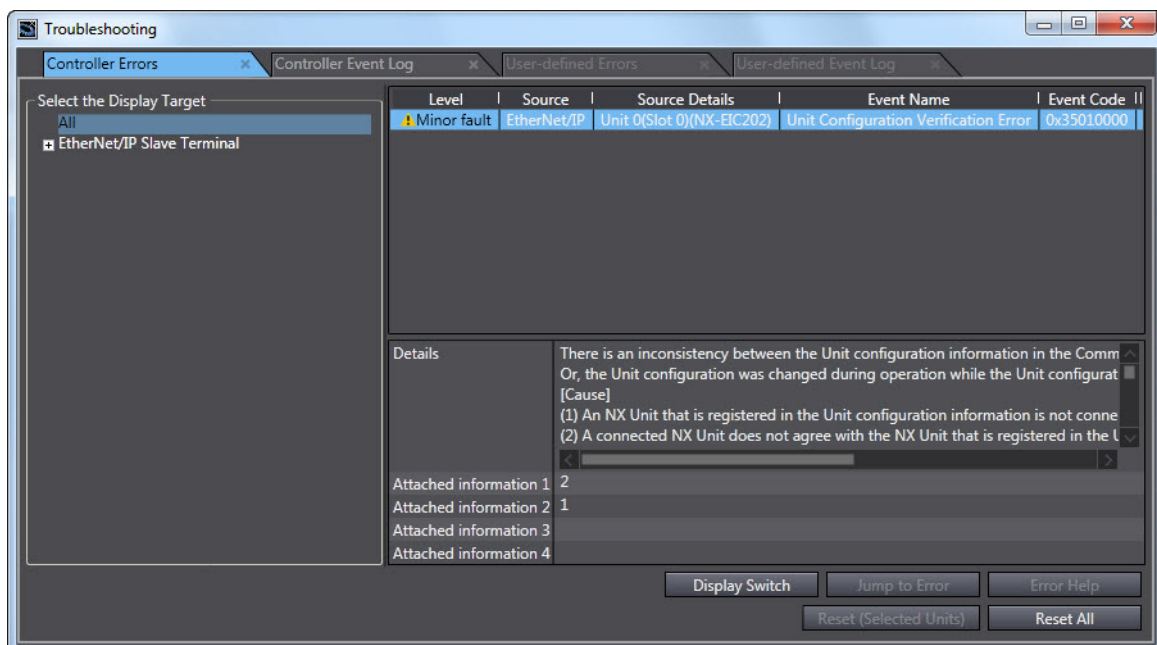 Troubleshooting
Controller Errors
Controller Event Log
User-defined Errors
User-defined Event Log
Select the Display Target
All
EtherNet/IP Slave Terminal
Level Source Source Details Event Name Event Code
Minor fault EtherNet/IP Unit 0(Slot 0)(NX-EIC202) Unit Configuration Verification Error 0x35010000
Details
There is an inconsistency between the Unit configuration information in the Comm
Or, the Unit configuration was changed during operation while the Unit configurat
[Cause]
(1) An NX Unit that is registered in the Unit configuration information is not conne
(2) A connected NX Unit does not agree with the NX Unit that is registered in the
Attached information 1 2
Attached information 2 1
Attached information 3
Attached information 4
Display Switch Jump to Error Error Help
Reset (Selected Units) Reset All